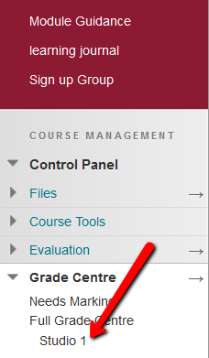 Module Guidance
learning journal
Sign up Group
COURSE MANAGEMENT
Control Panel
Files
Course Tools
Evaluation
Grade Centre
Needs Marking
Full Grade Centre
Studio 1